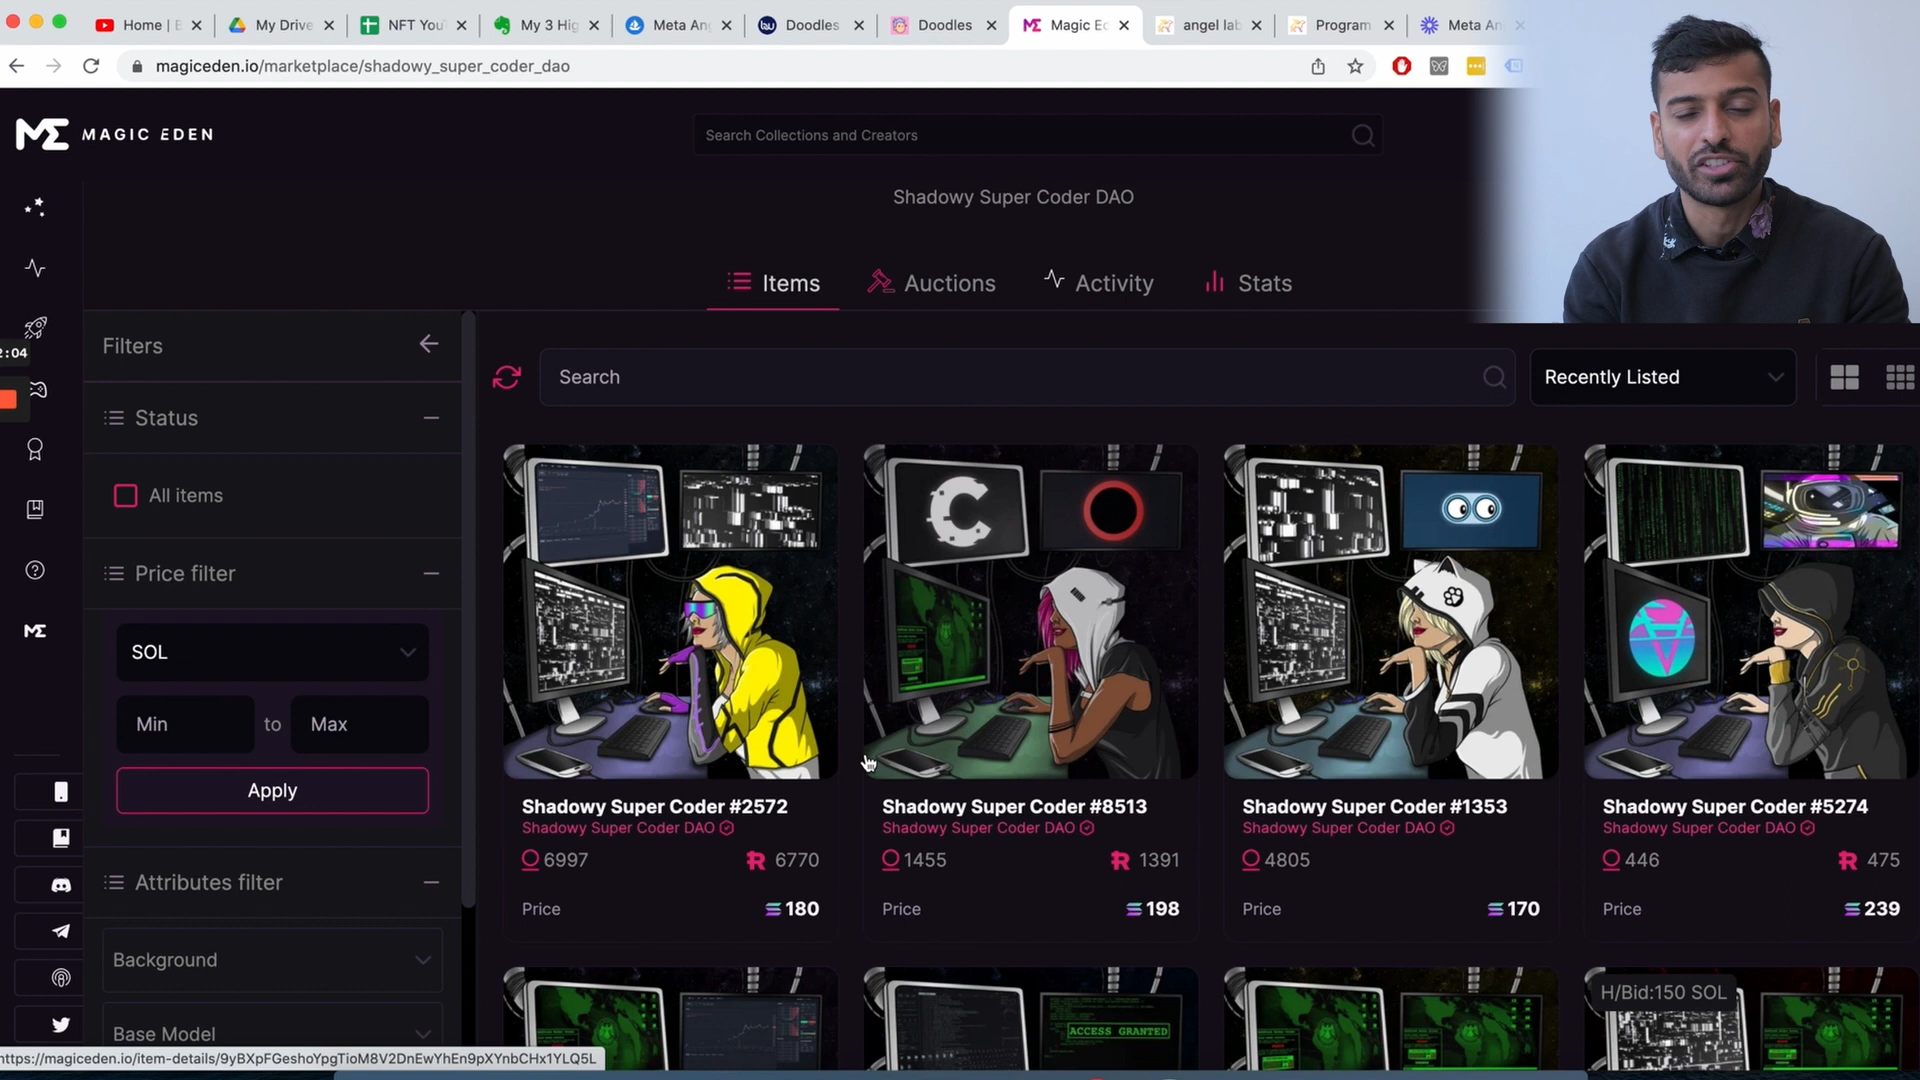 Home | E
My Drive
NFT You
My 3 Hig
Meta An
Doodles
Doodles
Magic Ed
angel lab
Program
Meta An
magiceden.io/marketplace/shadowy_super_coder_dao
MAGIC EDEN
Search Collections and Creators
Shadowy Super Coder DAO
Items
Auctions
Activity
Stats
Filters
2:04
Search
Recently Listed
Status
All items
Price filter
SOL
Min to Max
Apply
Shadowy Super Coder #2572
Shadowy Super Coder DAO
6997 6770
Price 180
Shadowy Super Coder #8513
Shadowy Super Coder DAO
1455 1391
Price 198
Shadowy Super Coder #1353
Shadowy Super Coder DAO
4805
Price 170
Shadowy Super Coder #5274
Shadowy Super Coder DAO
446 475
Price 239
Attributes filter
Background
Base Model
ACCESS GRANTED
H/Bid:150 SOL
https://magiceden.io/item-details/9yBXpFGeshoYpgTioM8V2DnEwYhEn9pXYnbCHx1YLQ5L